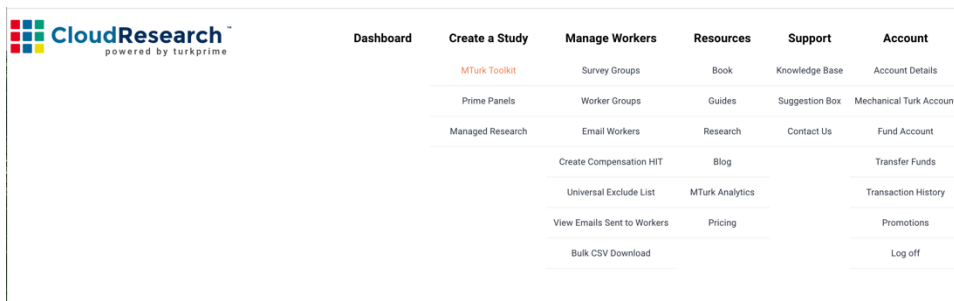 CloudResearch™
powered by turkprime
Dashboard Create a Study Manage Workers Resources Support Account
MTurk Toolkit Survey Groups Book Knowledge Base Account Details
Prime Panels Worker Groups Guides Suggestion Box Mechanical Turk Accoun
Managed Research Email Workers Research Contact Us Fund Account
Create Compensation HIT Blog Transfer Funds
Universal Exclude List MTurk Analytics Transaction History
View Emails Sent to Workers Pricing Promotions
Bulk CSV Download Log off